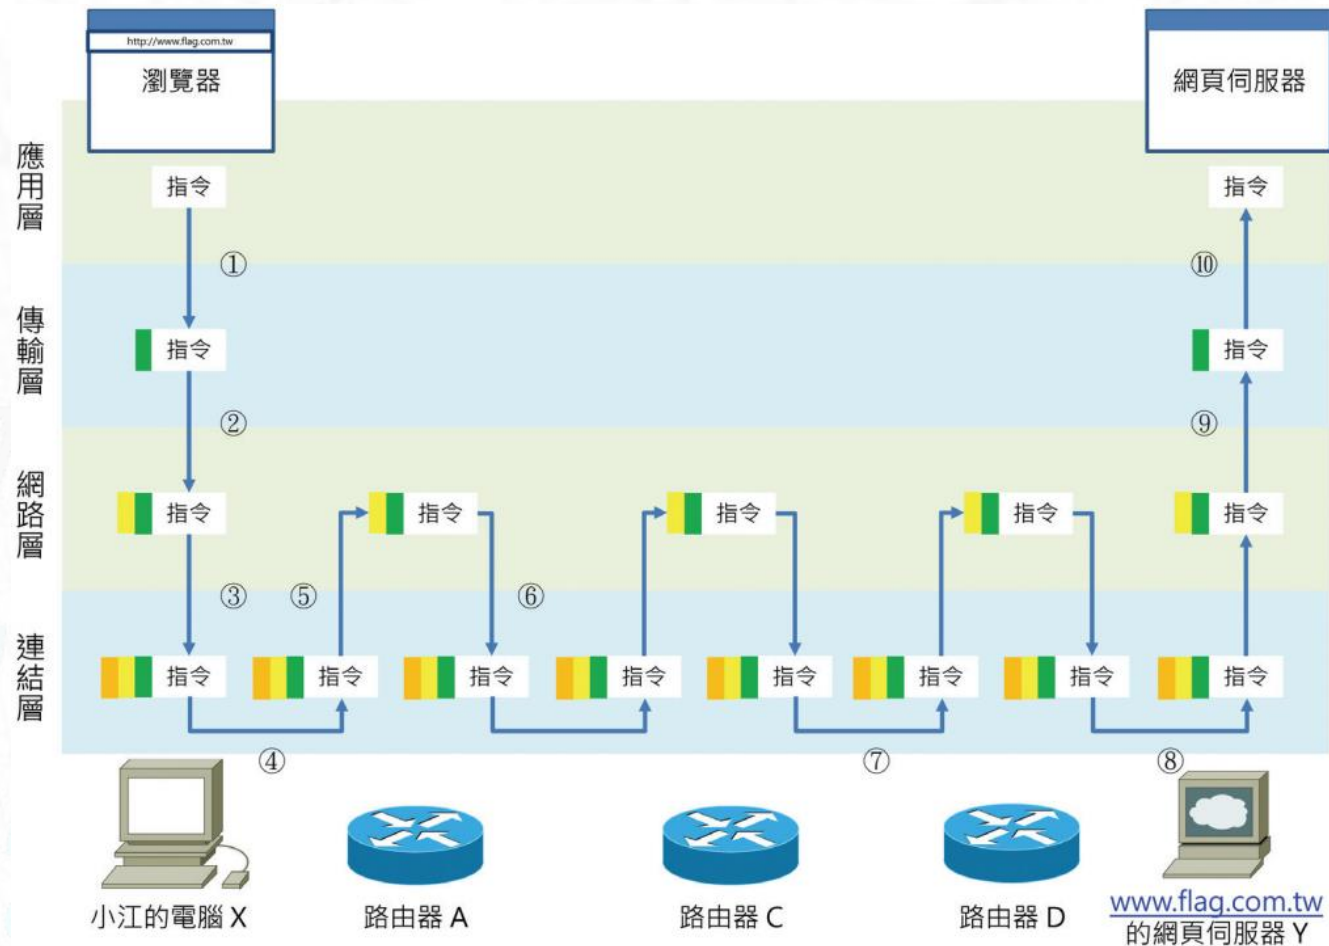 http://www.flag.com.tw
瀏覽器
網頁伺服器
應用層
指令
指令
①
⑩
傳輸層
指令
指令
②
⑨
網路層
指令
指令
指令
指令
指令
③
⑤
⑥
連結層
指令
指令
指令
指令
指令
指令
指令
指令
④
⑦
⑧
小江的電腦 X
路由器 A
路由器 C
路由器 D
www.flag.com.tw
的網頁伺服器 Y